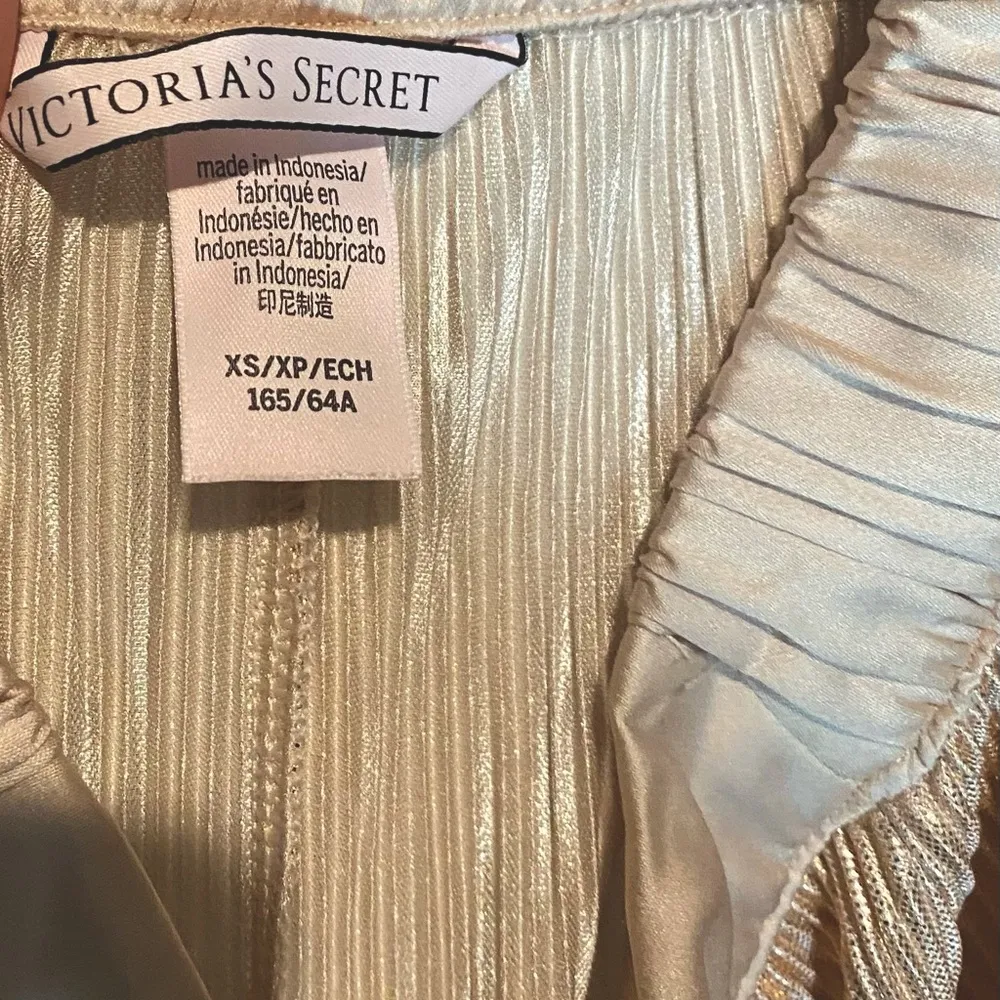 VICTORIA'S SECRET
made in Indonesia/
fabriqué en
Indonésie/hecho en
Indonesia/fabbricato
in Indonesia/
印尼制造
XS/XP/ECH
165/64A